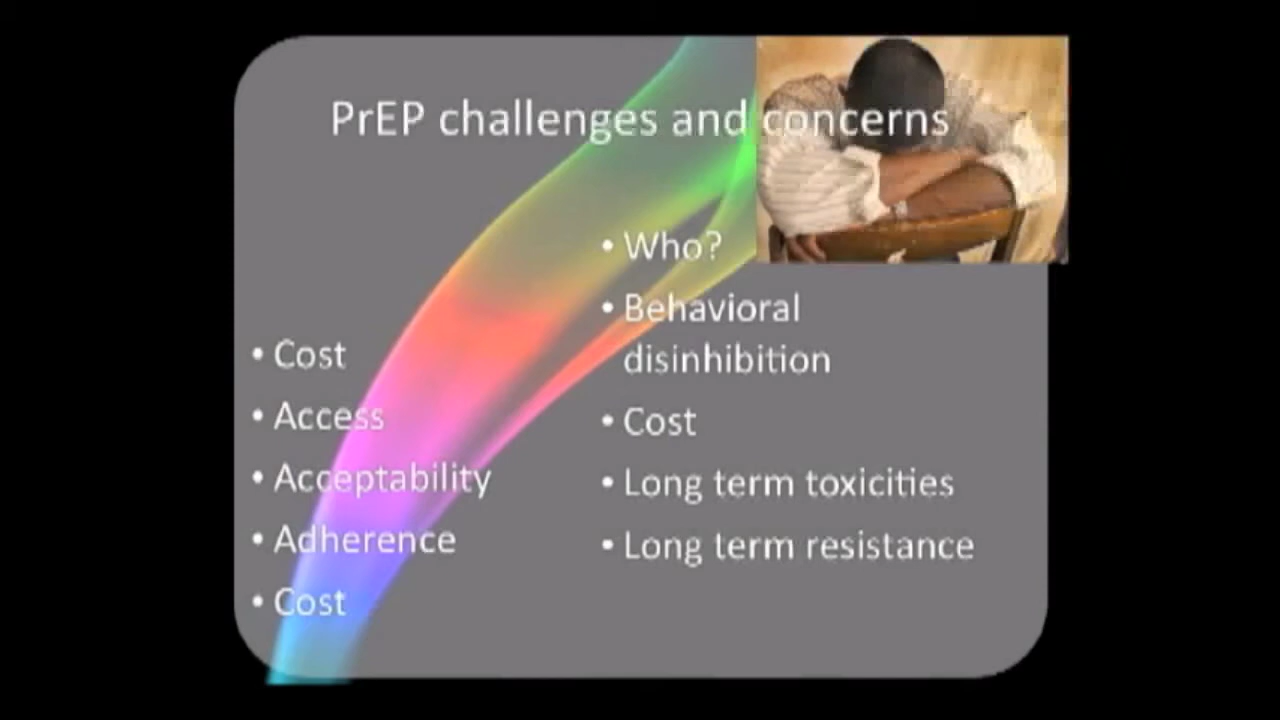 PrEP challenges and concerns
• Cost
• Access
• Acceptability
• Adherence
• Cost
• Who?
• Behavioral
disinhibition
• Cost
• Long term toxicities
• Long term resistance